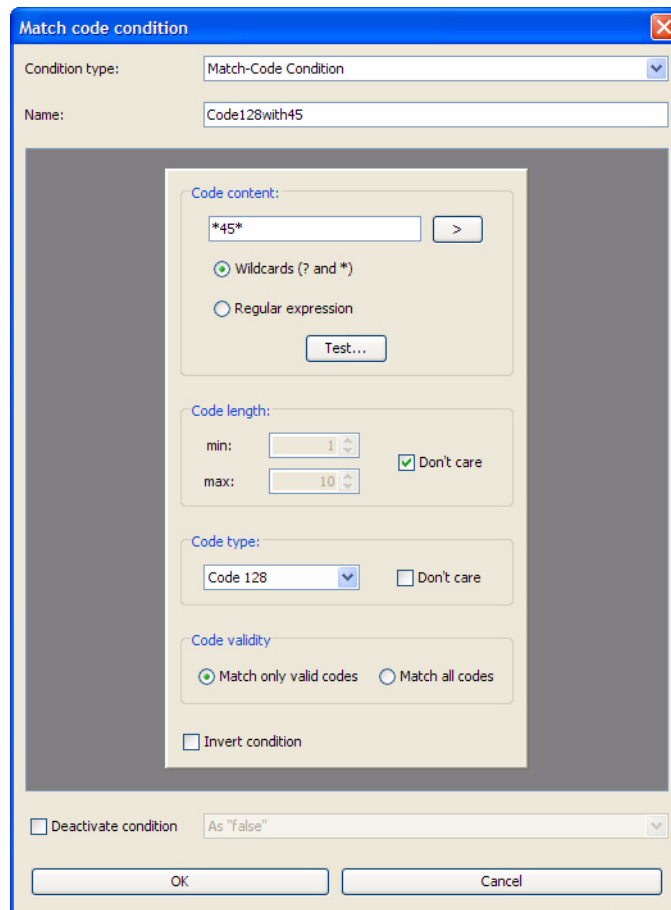 Match code condition
Condition type: Match-Code Condition
Name: Code128with45
Code content:
*45* >
Wildcards (? and *)
Regular expression
Test...
Code length:
min: 1
Don't care
max: 10
Code type:
Code 128 Don't care
Code validity
Match only valid codes Match all codes
Invert condition
Deactivate condition As "false"
OK Cancel